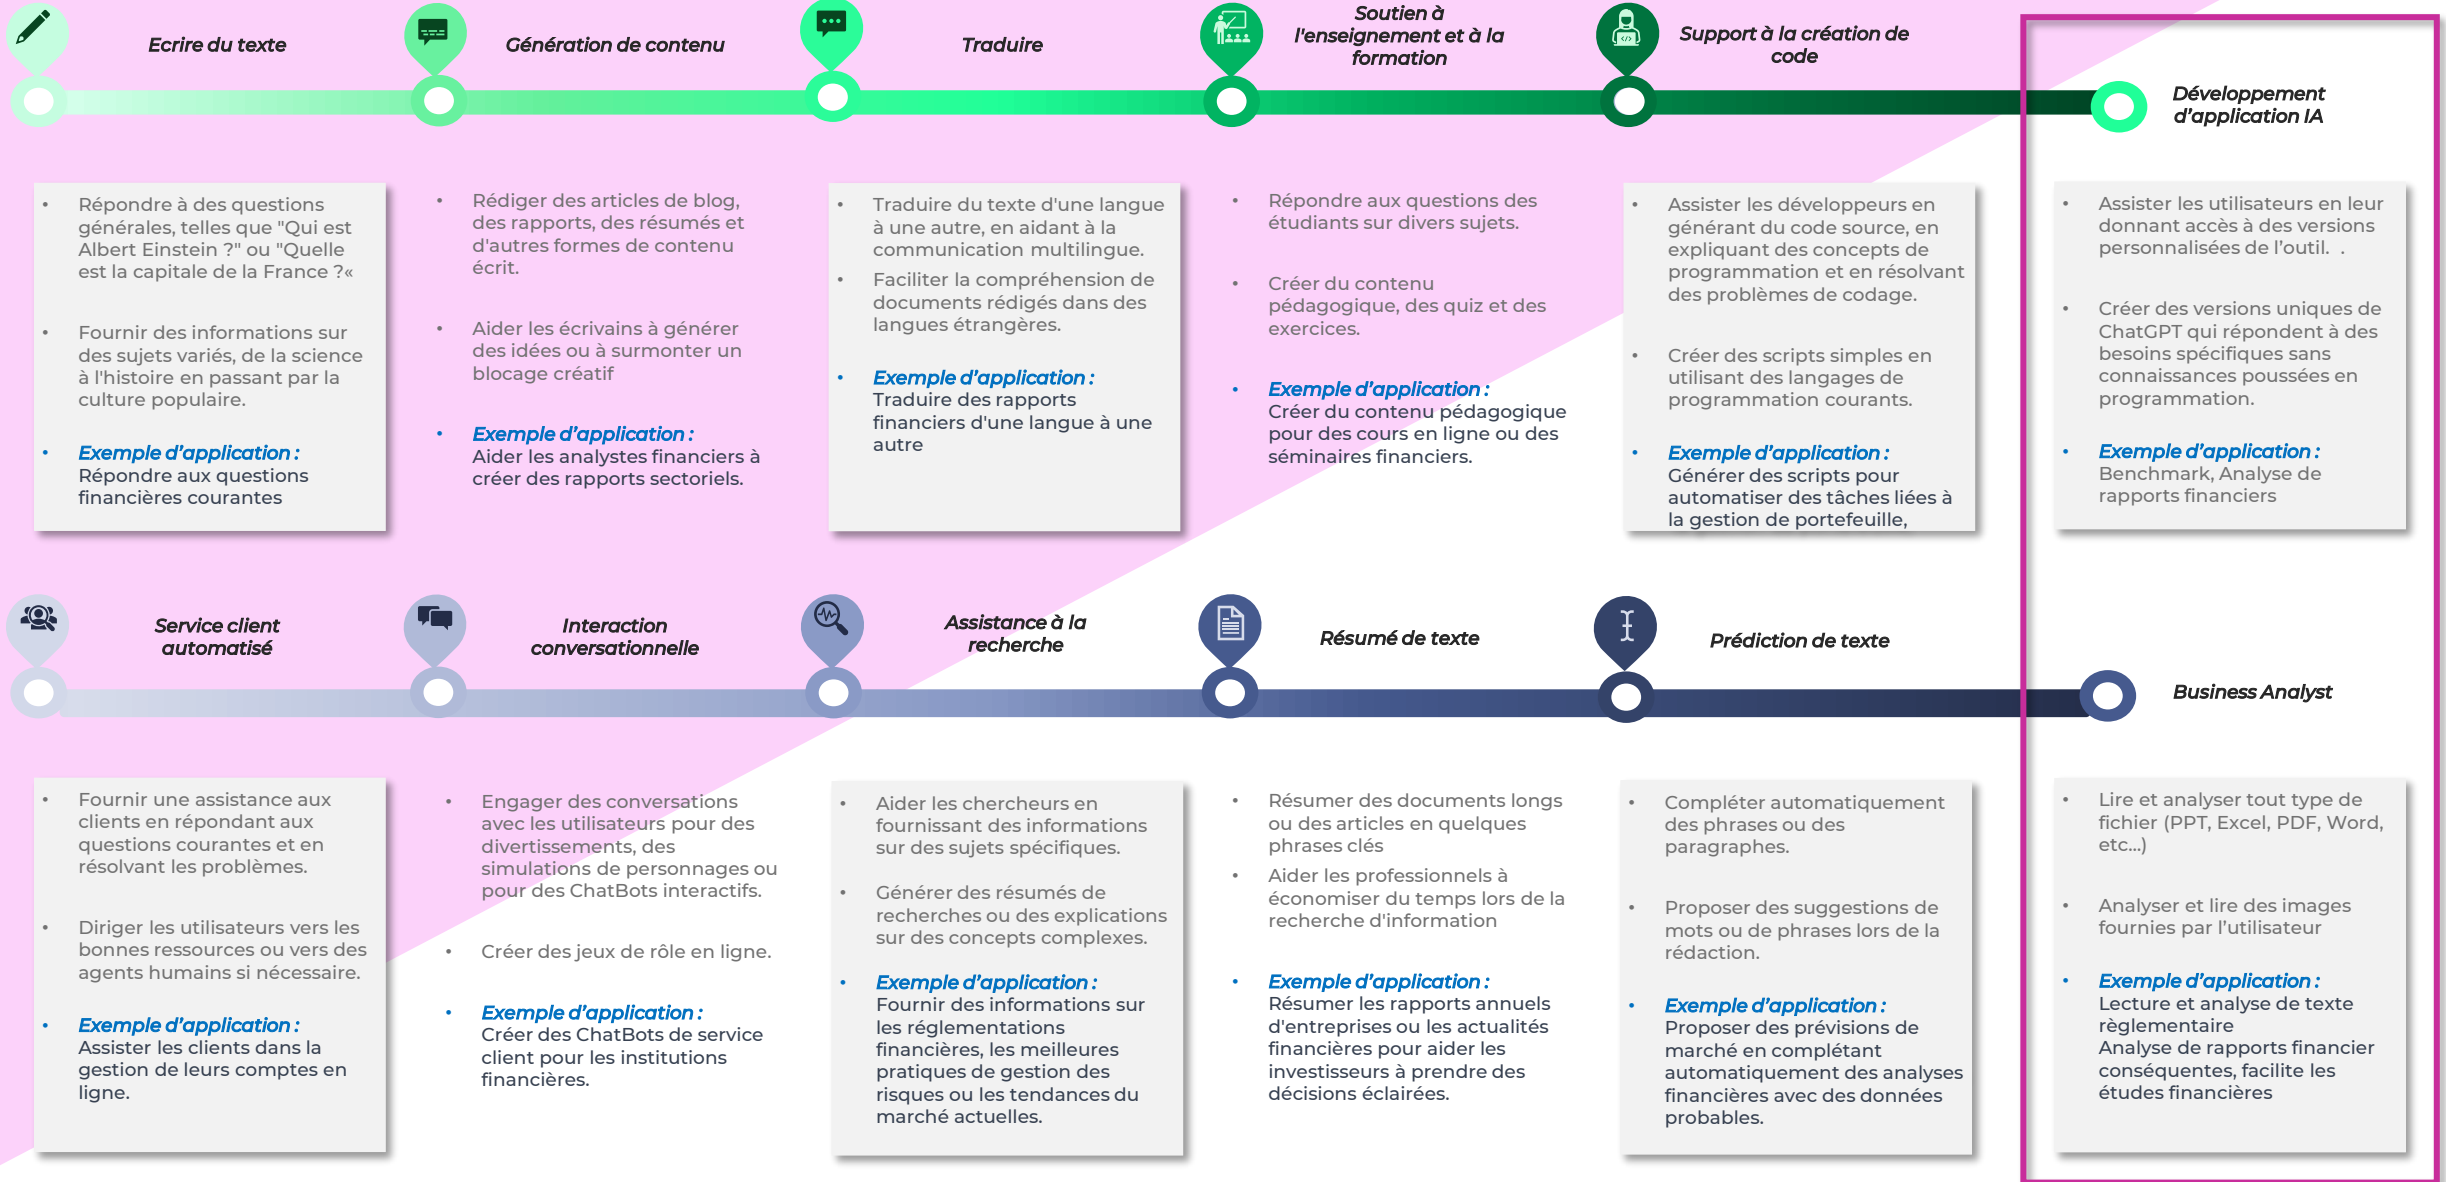 Ecrire du texte
Répondre à des questions
générales, telles que "Qui est
Albert Einstein ?" ou "Quelle
est la capitale de la France ?«
Fournir des informations sur
des sujets variés, de la science
à l'histoire en passant par la
culture populaire.
Exemple d'application :
Répondre aux questions
financières courantes
Génération de contenu
Rédiger des articles de blog,
des rapports, des résumés et
d'autres formes de contenu
écrit.
Aider les écrivains à générer
des idées ou à surmonter un
blocage créatif
Exemple d'application :
Aider les analystes financiers à
créer des rapports sectoriels.
Traduire
Traduire du texte d'une langue
à une autre, en aidant à la
communication multilingue.
Faciliter la compréhension de
documents rédigés dans des
langues étrangères.
Exemple d'application :
Traduire des rapports
financiers d'une langue à une
autre
Soutien à
l'enseignement et à la
formation
Répondre aux questions des
étudiants sur divers sujets.
Créer du contenu
pédagogique, des quiz et des
exercices.
Exemple d'application :
Créer du contenu pédagogique
pour des cours en ligne ou des
séminaires financiers.
Support à la création de
code
Assister les développeurs en
générant du code source, en
expliquant des concepts de
programmation et en résolvant
des problèmes de codage.
Créer des scripts simples en
utilisant des langages de
programmation courants.
Exemple d'application :
Générer des scripts pour
automatiser des tâches liées à
la gestion de portefeuille,
Développement
d'application IA
Assister les utilisateurs en leur
donnant accès à des versions
personnalisées de l'outil. .
Créer des versions uniques de
ChatGPT qui répondent à des
besoins spécifiques sans
connaissances poussées en
programmation.
Exemple d'application :
Benchmark, Analyse de
rapports financiers
Service client
automatisé
Fournir une assistance aux
clients en répondant aux
questions courantes et en
résolvant les problèmes.
Diriger les utilisateurs vers les
bonnes ressources ou vers des
agents humains si nécessaire.
Exemple d'application :
Assister les clients dans la
gestion de leurs comptes en
ligne.
Interaction
conversationnelle
Engager des conversations
avec les utilisateurs pour des
divertissements, des
simulations de personnages ou
pour des ChatBots interactifs.
Créer des jeux de rôle en ligne.
Exemple d'application :
Créer des ChatBots de service
client pour les institutions
financières.
Assistance à la
recherche
Aider les chercheurs en
fournissant des informations
sur des sujets spécifiques.
Générer des résumés de
recherches ou des explications
sur des concepts complexes.
Exemple d'application :
Fournir des informations sur
les réglementations
financières, les meilleures
pratiques de gestion des
risques ou les tendances du
marché actuelles.
Résumé de texte
Résumer des documents longs
ou des articles en quelques
phrases clés
Aider les professionnels à
économiser du temps lors de la
recherche d'information
Exemple d'application :
Résumer les rapports annuels
d'entreprises ou les actualités
financières pour aider les
investisseurs à prendre des
décisions éclairées.
Prédiction de texte
Compléter automatiquement
des phrases ou des
paragraphes.
Proposer des suggestions de
mots ou de phrases lors de la
rédaction.
Exemple d'application :
Proposer des prévisions de
marché en complétant
automatiquement des analyses
financières avec des données
probables.
Business Analyst
Lire et analyser tout type de
fichier (PPT, Excel, PDF, Word,
etc...)
Analyser et lire des images
fournies par l'utilisateur
Exemple d'application :
Lecture et analyse de texte
règlementaire
Analyse de rapports financier
conséquentes, facilite les
études financières